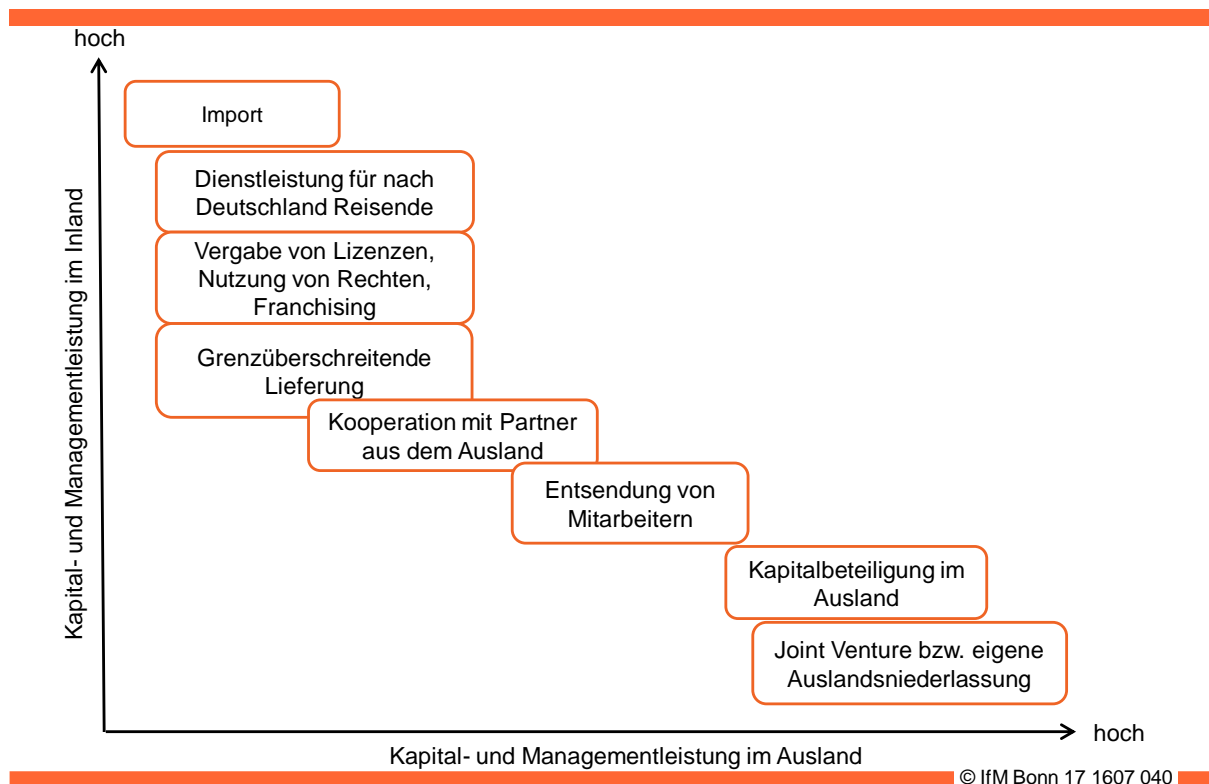 hoch
Import
Dienstleistung für nach
Deutschland Reisende
Vergabe von Lizenzen,
Nutzung von Rechten,
Franchising
Grenzüberschreitende
Lieferung
Kooperation mit Partner
aus dem Ausland
Entsendung von
Mitarbeitern
Kapitalbeteiligung im
Ausland
Joint Venture bzw. eigene
Auslandsniederlassung
Kapital- und Managementleistung im Inland
hoch
Kapital- und Managementleistung im Ausland
© IfM Bonn 17 1607 040